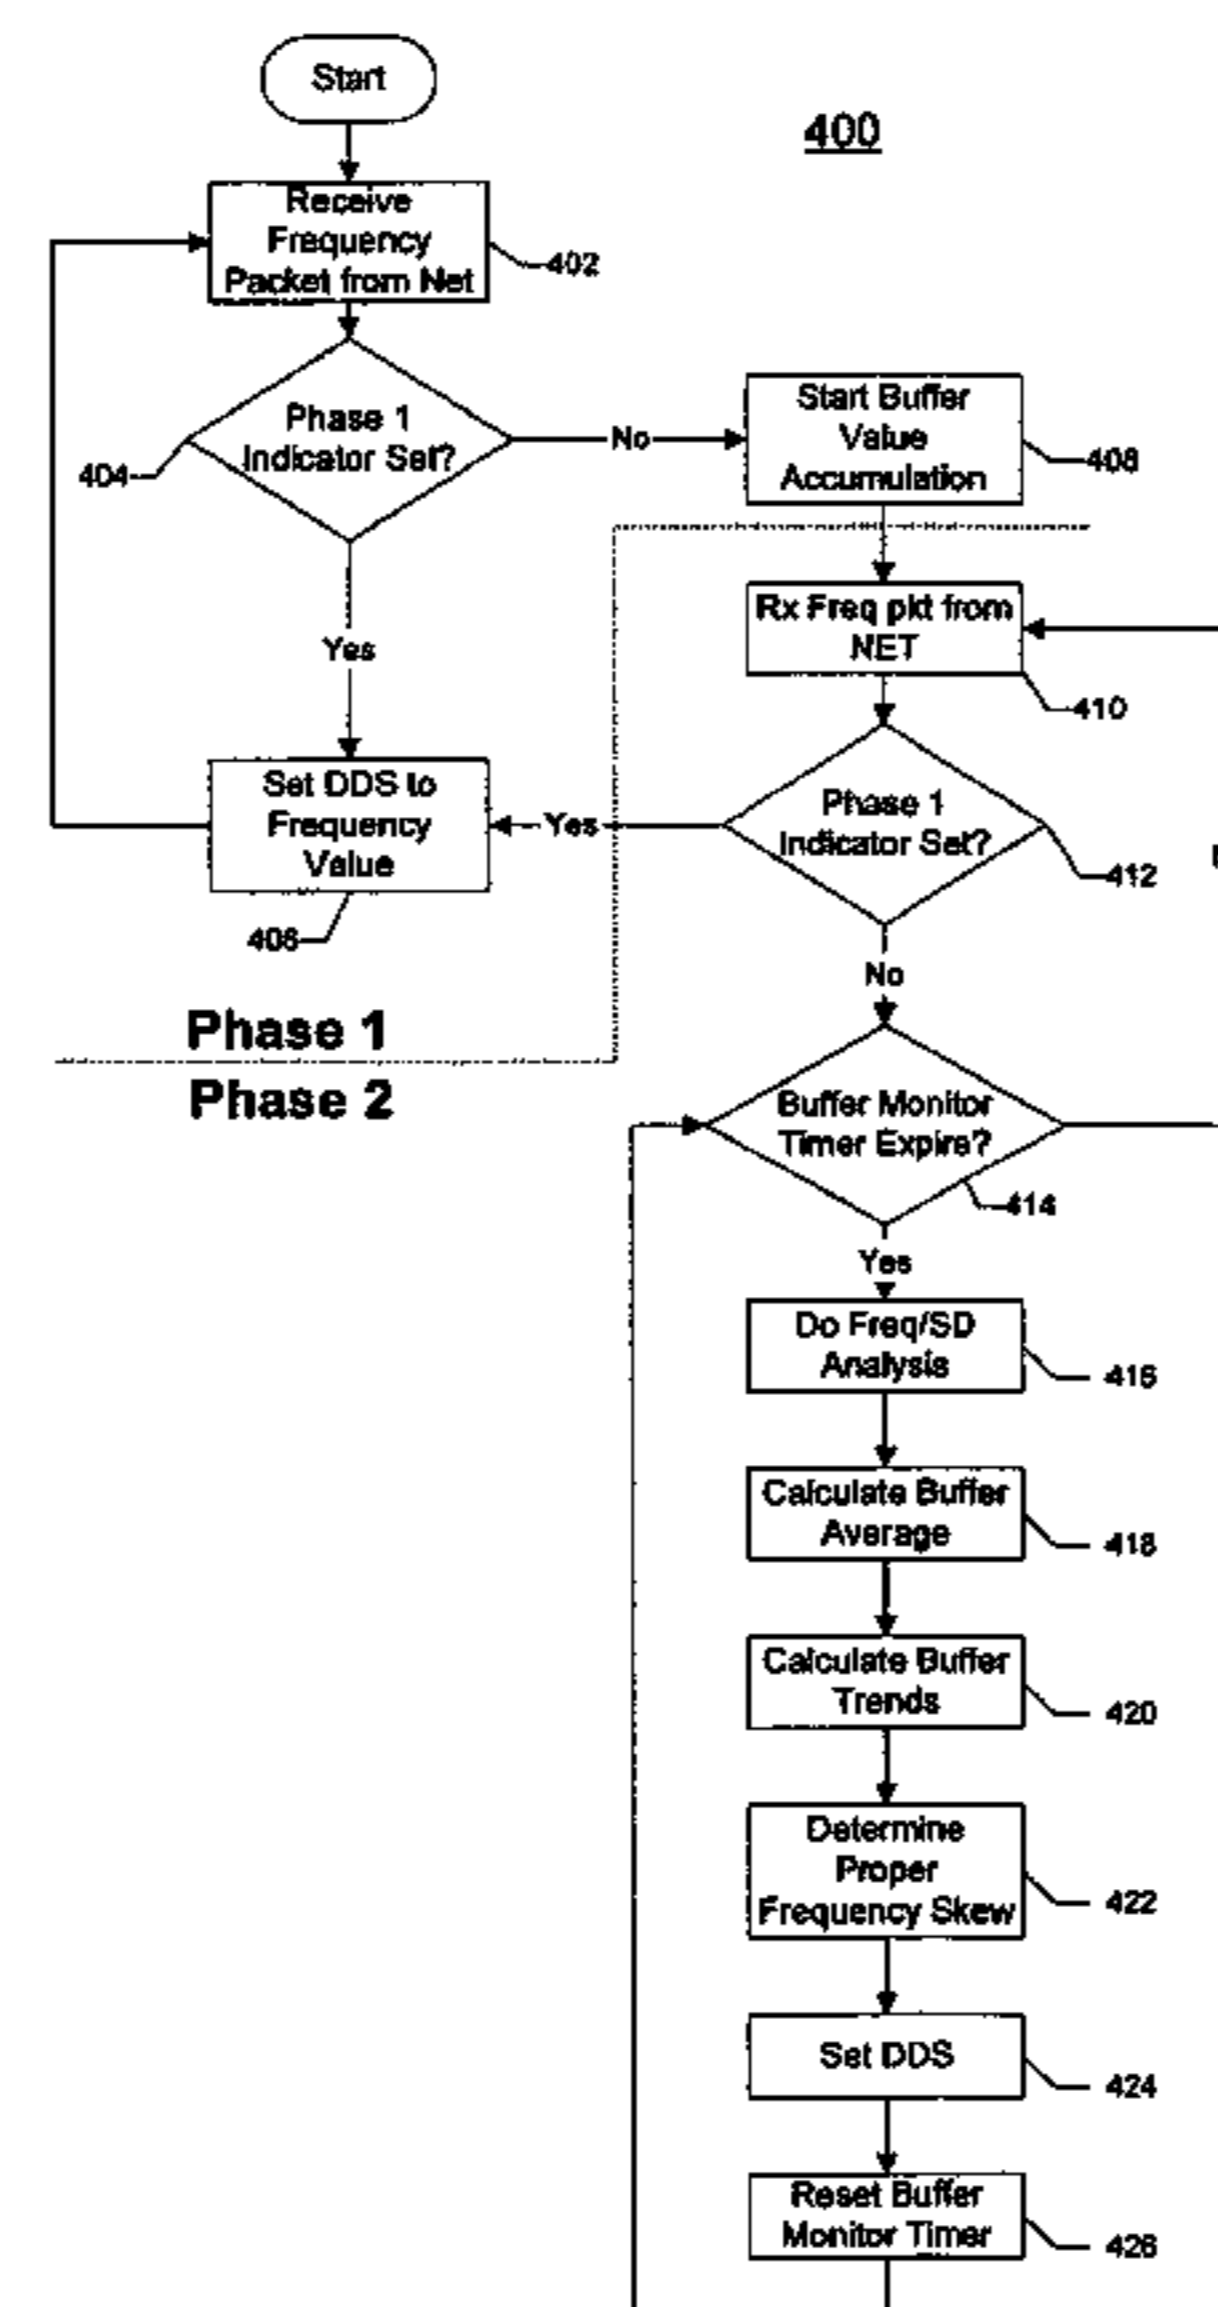 Start
400
Receive
Frequency
Packet from Net
402
Phase 1
Indicator Set?
404
No
Start Buffer
Value
Accumulation
408
Yes
Rx Freq pkt from
NET
410
Set DDS to
Frequency
Value
406
Yes
Phase 1
Indicator Set?
412
No
Phase 1
Phase 2
Buffer Monitor
Timer Expire?
414
Yes
Do Freq/SD
Analysis
416
Calculate Buffer
Average
418
Calculate Buffer
Trends
420
Determine
Proper
Frequency Skew
422
Set DDS
424
Reset Buffer
Monitor Timer
426